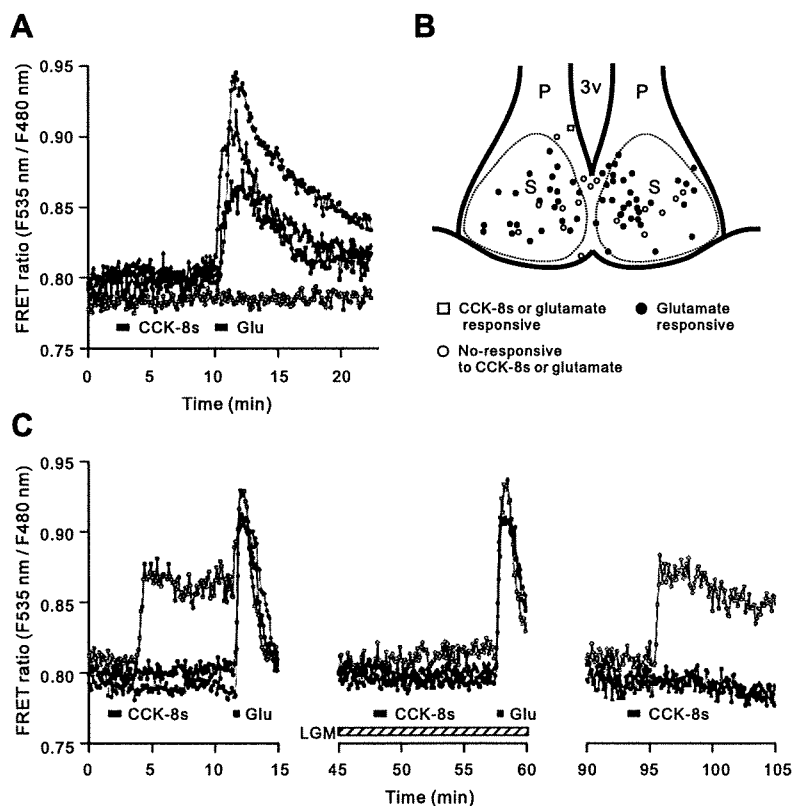 A
FRET ratio (F535 nm / F480 nm)
0.95
0.90
0.85
0.80
0.75
CCK-8s
Glu
0 5 10 15 20
Time (min)
B
P 3v P
S S
CCK-8s or glutamate
responsive
Glutamate
responsive
No-responsive
to CCK-8s or glutamate
C
FRET ratio (F535 nm / F480 nm)
0.95
0.90
0.85
0.80
0.75
CCK-8s Glu
CCK-8s Glu
CCK-8s
LGM
0 5 10 15
45 50 55 60
90 95 100 105
Time (min)